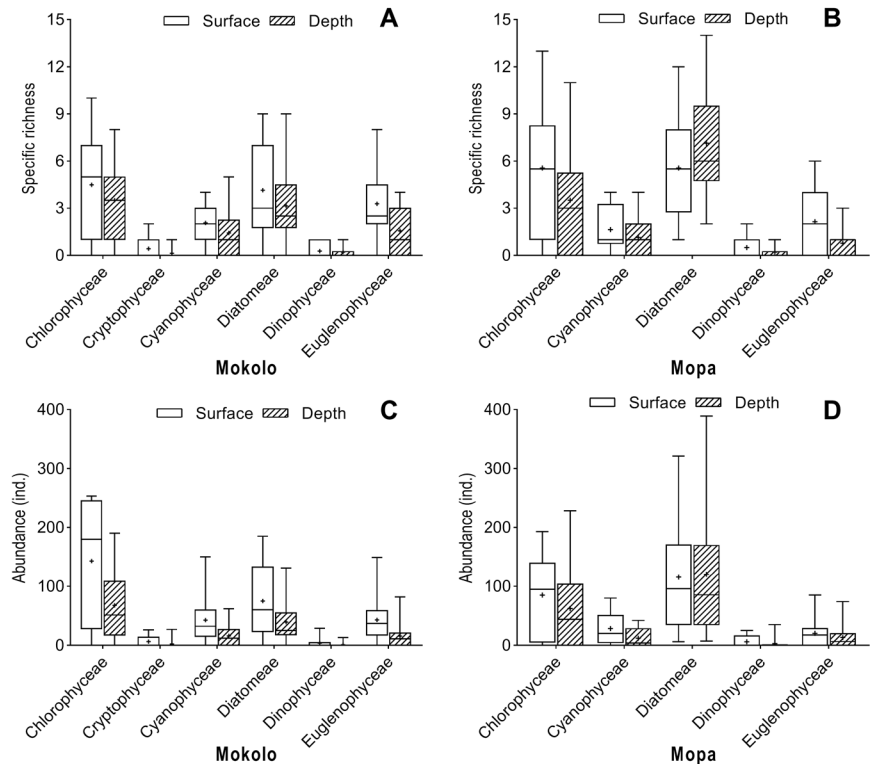 Surface Depth A
15
12
9
6
3
0
Specific richness
Chlorophyceae
Cryptophyceae
Cyanophyceae
Diatomeae
Dinophyceae
Euglenophyceae
Mokolo
Surface Depth B
15
12
9
6
3
0
Specific richness
Chlorophyceae
Cyanophyceae
Diatomeae
Dinophyceae
Euglenophyceae
Mopa
Surface Depth C
400
300
200
100
0
Abundance (ind.)
Chlorophyceae
Cryptophyceae
Cyanophyceae
Diatomeae
Dinophyceae
Euglenophyceae
Mokolo
Surface Depth D
400
300
200
100
0
Abundance (ind.)
Chlorophyceae
Cyanophyceae
Diatomeae
Dinophyceae
Euglenophyceae
Mopa